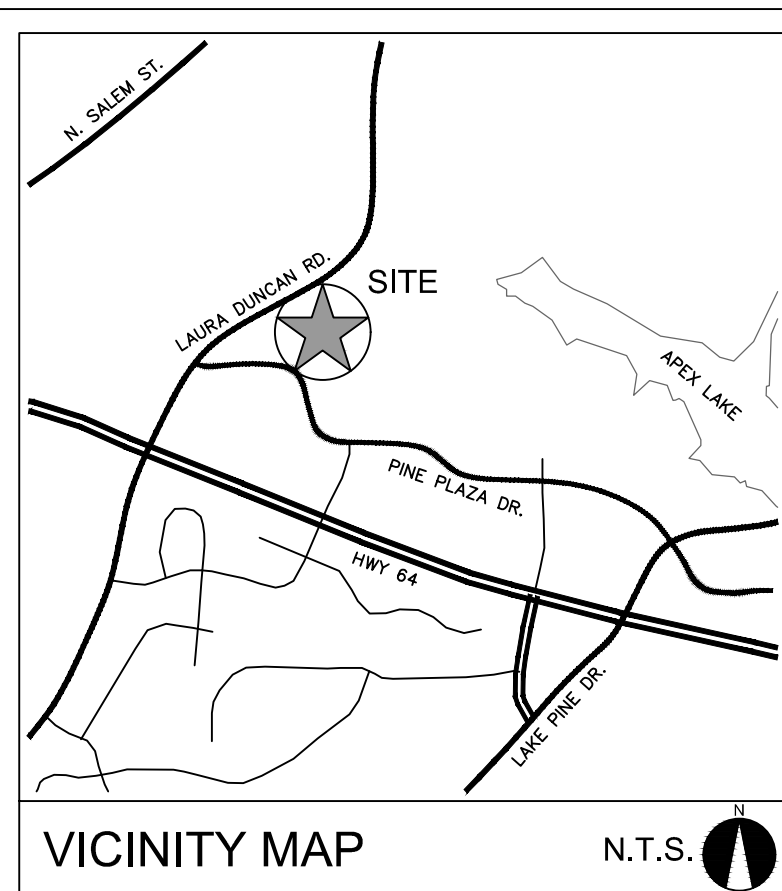 N. SALEM ST.
LAURA DUNCAN RD.
SITE
APEX LAKE
PINE PLAZA DR.
HWY 64
LAKE PINE DR.
VICINITY MAP
N.T.S.
N